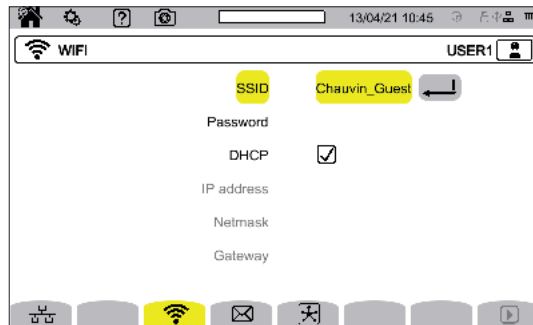 13/04/21 10:45
WIFI USER1
SSID Chauvin_Guest
Password
DHCP
IP address
Netmask
Gateway